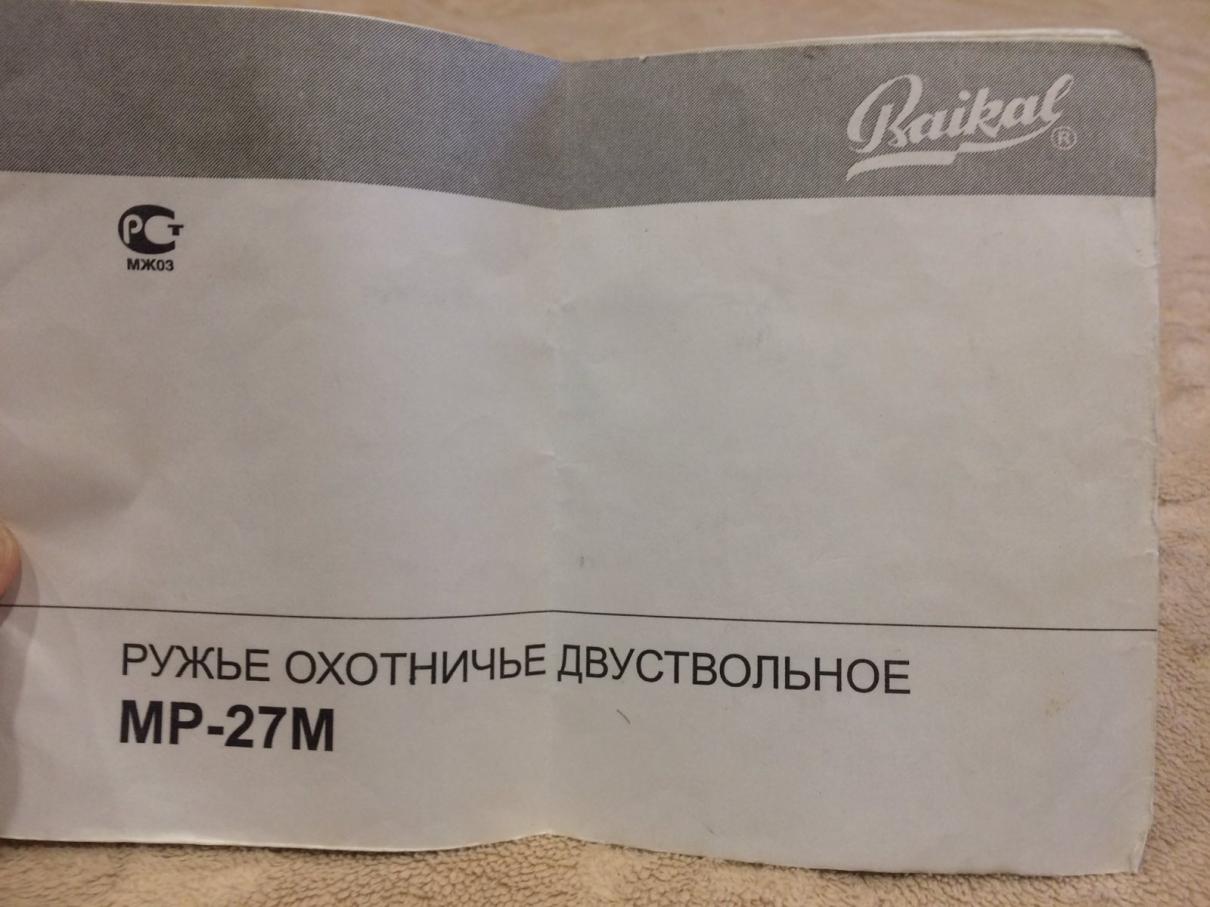 Baikal ®
РСТ
МЖ03
РУЖЬЕ ОХОТНИЧЬЕ ДВУСТВОЛЬНОЕ
МР-27М